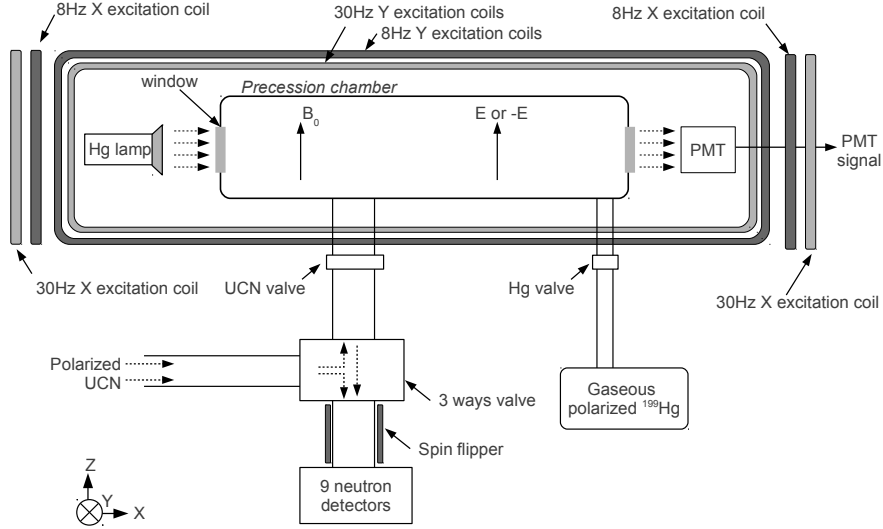 8Hz X excitation coil
30Hz Y excitation coils
8Hz Y excitation coils
8Hz X excitation coil
window
Precession chamber
B0
E or -E
Hg lamp
PMT
PMT
signal
30Hz X excitation coil
UCN valve
Hg valve
30Hz X excitation coil
Polarized
UCN
3 ways valve
Gaseous
polarized ¹⁹⁹Hg
Spin flipper
9 neutron
detectors
Z
Y
X